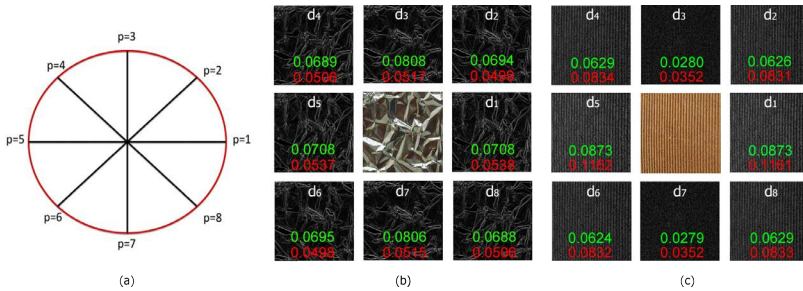 p=3
p=4
p=2
p=5
p=1
p=6
p=8
p=7
(a)
d4 d3 d2
0.0689 0.0808 0.0694
0.0506 0.0517 0.0498
d5 d1
0.0708 0.0708
0.0537 0.0538
d6 d7 d8
0.0695 0.0806 0.0688
0.0498 0.0515 0.0506
(b)
d4 d3 d2
0.0629 0.0280 0.0626
0.0834 0.0352 0.0831
d5 d1
0.0873 0.0873
0.1152 0.1161
d6 d7 d8
0.0624 0.0279 0.0629
0.0832 0.0352 0.0833
(c)